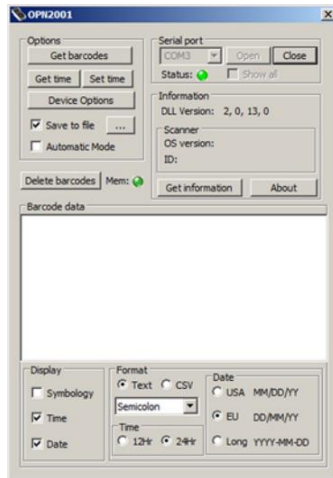 OPN2001
Options
Get barcodes
Get time Set time
Device Options
Save to file ...
Automatic Mode
Delete barcodes Mem:
Serial port
COM3 Open Close
Status: Show all
Information
DLL Version: 2, 0, 13, 0
Scanner
OS version:
ID:
Get information About
Barcode data
Display
Symbology
Time
Date
Format
Text CSV
Semicolon
Time
12Hr 24Hr
Date
USA MM/DD/YY
EU DD/MM/YY
Long YYYY-MM-DD